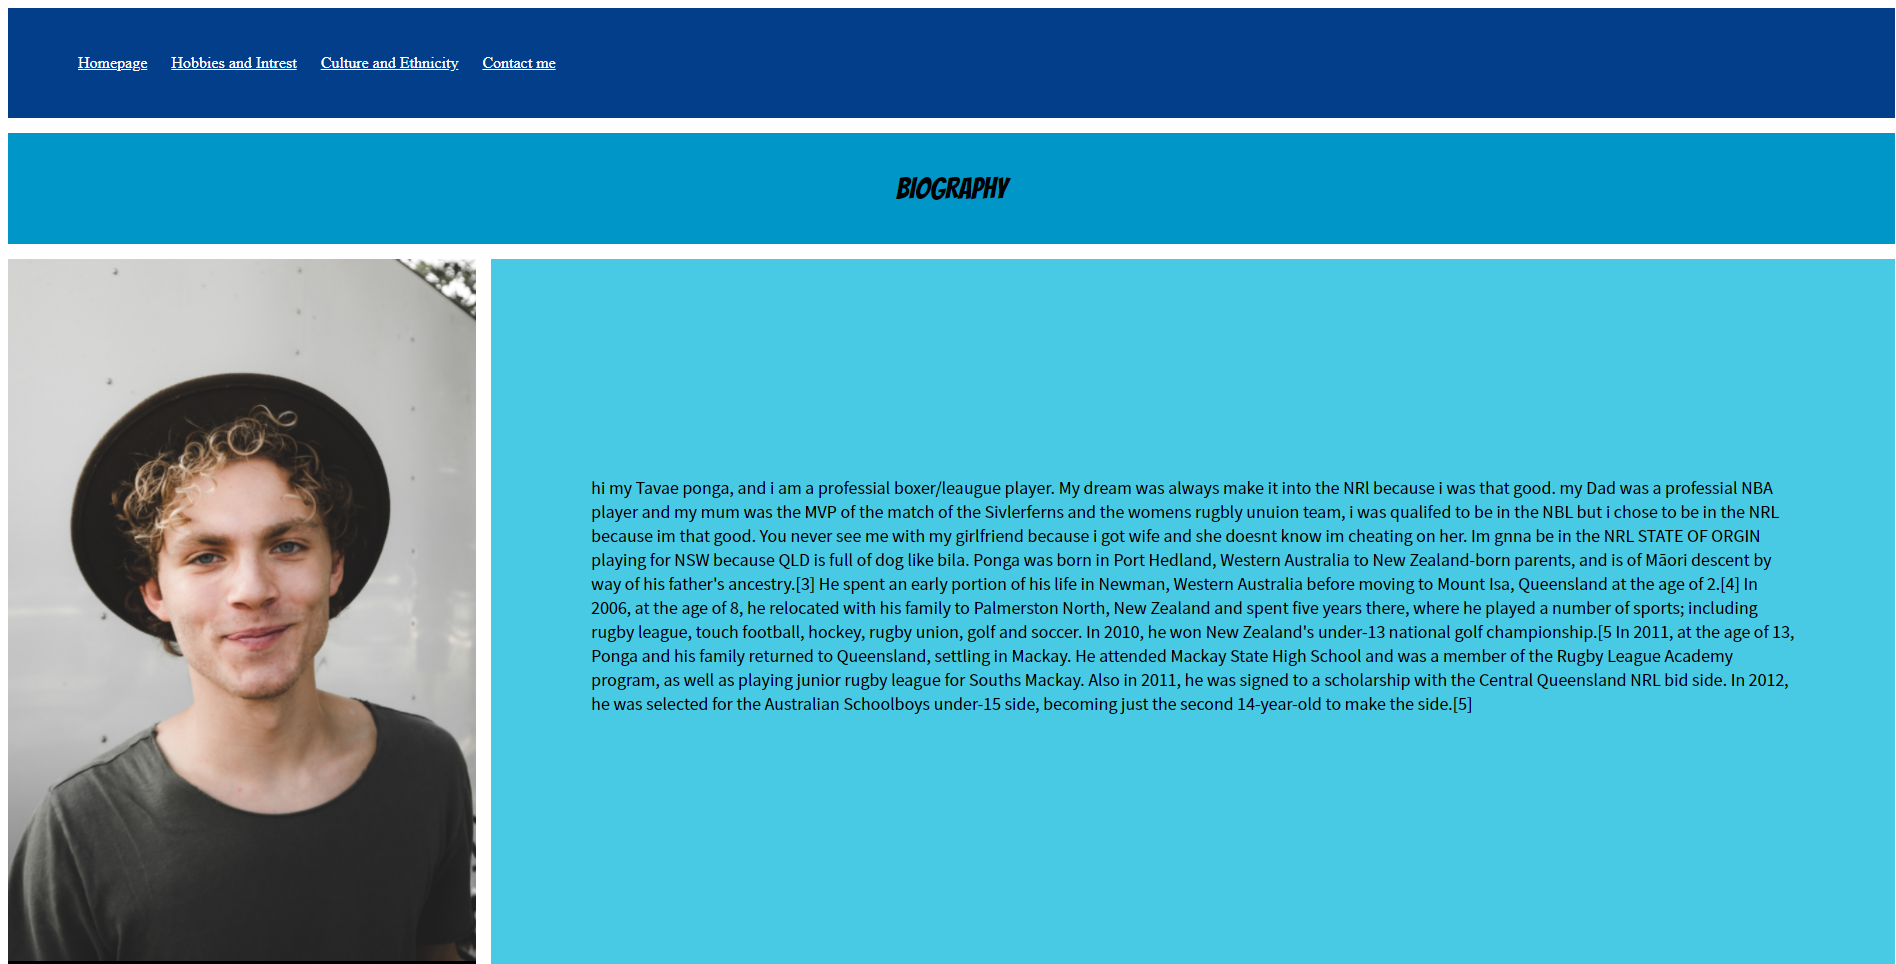 Homepage Hobbies and Intrest Culture and Ethnicity Contact me
BIOGRAPHY
hi my Tavae ponga, and i am a professial boxer/leaugue player. My dream was always make it into the NRl because i was that good. my Dad was a professial NBA
player and my mum was the MVP of the match of the Sivlerferns and the womens rugbly unuion team, i was qualifed to be in the NBL but i chose to be in the NRL
because im that good. You never see me with my girlfriend because i got wife and she doesnt know im cheating on her. Im gnna be in the NRL STATE OF ORGIN
playing for NSW because QLD is full of dog like bila. Ponga was born in Port Hedland, Western Australia to New Zealand-born parents, and is of Māori descent by
way of his father's ancestry.[3] He spent an early portion of his life in Newman, Western Australia before moving to Mount Isa, Queensland at the age of 2.[4] In
2006, at the age of 8, he relocated with his family to Palmerston North, New Zealand and spent five years there, where he played a number of sports; including
rugby league, touch football, hockey, rugby union, golf and soccer. In 2010, he won New Zealand's under-13 national golf championship.[5 In 2011, at the age of 13,
Ponga and his family returned to Queensland, settling in Mackay. He attended Mackay State High School and was a member of the Rugby League Academy
program, as well as playing junior rugby league for Souths Mackay. Also in 2011, he was signed to a scholarship with the Central Queensland NRL bid side. In 2012,
he was selected for the Australian Schoolboys under-15 side, becoming just the second 14-year-old to make the side.[5]